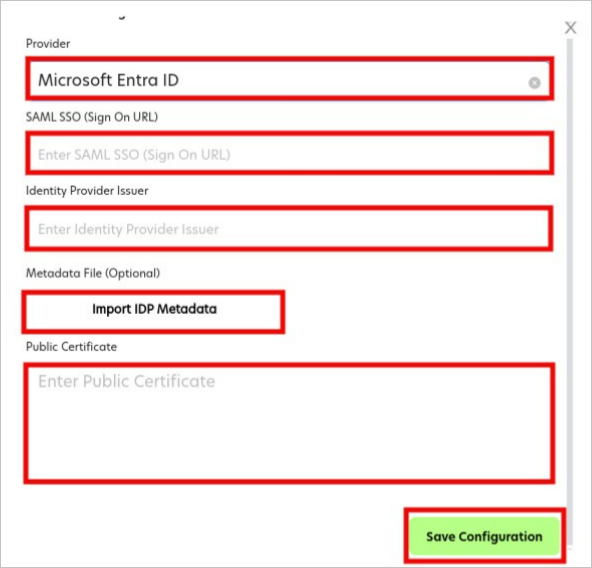 Provider
Microsoft Entra ID
SAML SSO (Sign On URL)
Enter SAML SSO (Sign On URL)
Identity Provider Issuer
Enter Identity Provider Issuer
Metadata File (Optional)
Import IDP Metadata
Public Certificate
Enter Public Certificate
Save Configuration